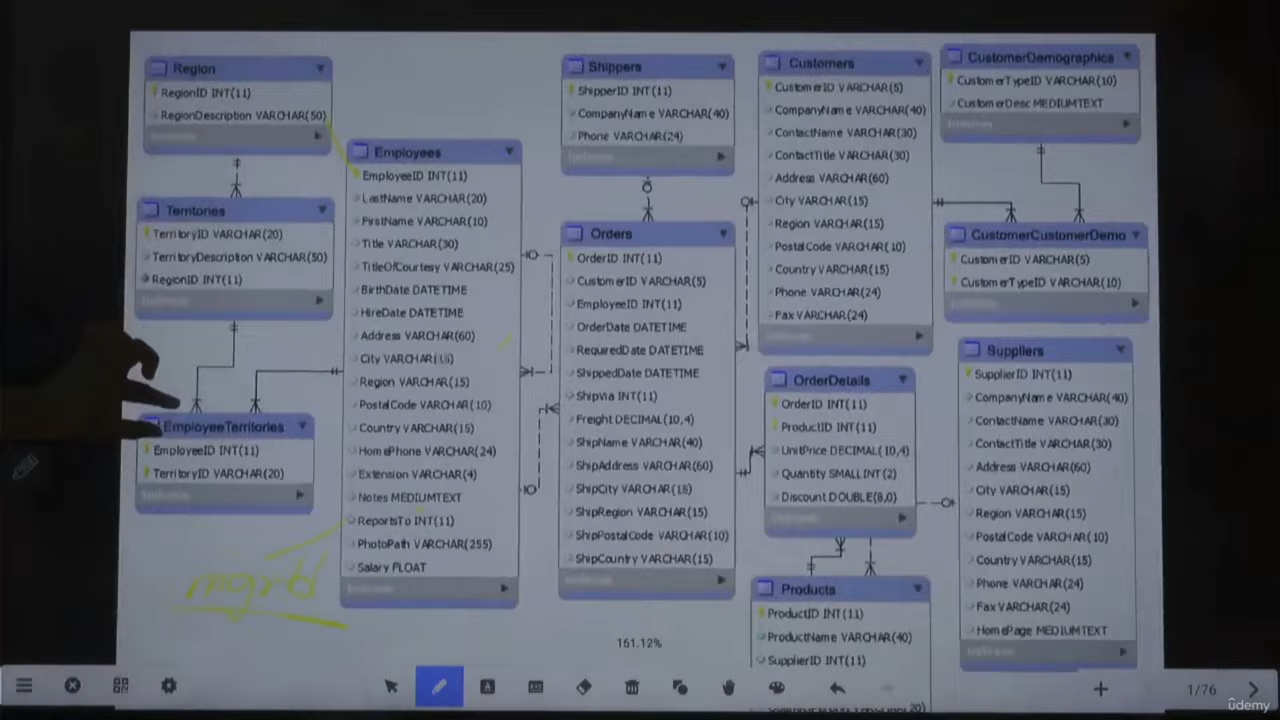 Region
RegionID INT(11)
RegionDescription VARCHAR(50)
Indexes
Territories
TerritoryID VARCHAR(20)
TerritoryDescription VARCHAR(50)
RegionID INT(11)
EmployeeTerritories
EmployeeID INT(11)
TerritoryID VARCHAR(20)
Employees
EmployeeID INT(11)
LastName VARCHAR(20)
FirstName VARCHAR(10)
Title VARCHAR(30)
TitleOfCourtesy VARCHAR(25)
BirthDate DATETIME
HireDate DATETIME
Address VARCHAR(60)
City VARCHAR(15)
Region VARCHAR(15)
PostalCode VARCHAR(10)
Country VARCHAR(15)
HomePhone VARCHAR(24)
Extension VARCHAR(4)
Notes MEDIUMTEXT
ReportsTo INT(11)
PhotoPath VARCHAR(255)
Salary FLOAT
mgrId
Shippers
ShipperID INT(11)
CompanyName VARCHAR(40)
Phone VARCHAR(24)
Indexes
Orders
OrderID INT(11)
CustomerID VARCHAR(5)
EmployeeID INT(11)
OrderDate DATETIME
RequiredDate DATETIME
ShippedDate DATETIME
ShipVia INT(11)
Freight DECIMAL(10,4)
ShipName VARCHAR(40)
ShipAddress VARCHAR(60)
ShipCity VARCHAR(15)
ShipRegion VARCHAR(15)
ShipPostalCode VARCHAR(10)
ShipCountry VARCHAR(15)
Customers
CustomerID VARCHAR(5)
CompanyName VARCHAR(40)
ContactName VARCHAR(30)
ContactTitle VARCHAR(30)
Address VARCHAR(60)
City VARCHAR(15)
Region VARCHAR(15)
PostalCode VARCHAR(10)
Country VARCHAR(15)
Phone VARCHAR(24)
Fax VARCHAR(24)
OrderDetails
OrderID INT(11)
ProductID INT(11)
UnitPrice DECIMAL(10,4)
Quantity SMALLINT(2)
Discount DOUBLE(8,0)
Products
ProductID INT(11)
ProductName VARCHAR(40)
SupplierID INT(11)
CustomerDemographics
CustomerTypeID VARCHAR(10)
CustomerDesc MEDIUMTEXT
CustomerCustomerDemo
CustomerID VARCHAR(5)
CustomerTypeID VARCHAR(10)
Suppliers
SupplierID INT(11)
CompanyName VARCHAR(40)
ContactName VARCHAR(30)
ContactTitle VARCHAR(30)
Address VARCHAR(60)
City VARCHAR(15)
Region VARCHAR(15)
PostalCode VARCHAR(10)
Country VARCHAR(15)
Phone VARCHAR(24)
Fax VARCHAR(24)
HomePage MEDIUMTEXT
161.12%
1/76
ûdemy